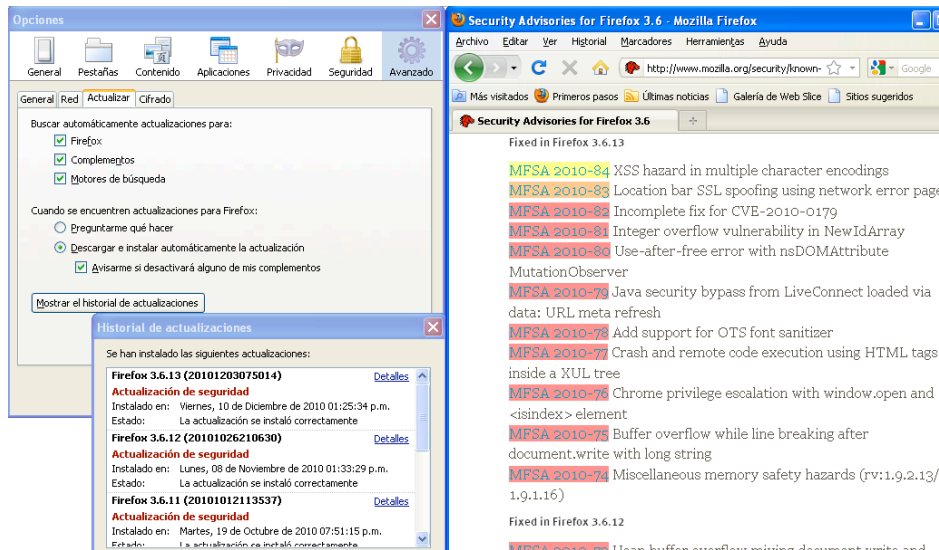 Opciones
General Pestañas Contenido Aplicaciones Privacidad Seguridad Avanzado
General Red Actualizar Cifrado
Buscar automáticamente actualizaciones para:
Firefox
Complementos
Motores de búsqueda
Cuando se encuentren actualizaciones para Firefox:
Preguntarme qué hacer
Descargar e instalar automáticamente la actualización
Avisarme si desactivará alguno de mis complementos
Mostrar el historial de actualizaciones
Historial de actualizaciones
Se han instalado las siguientes actualizaciones:
Firefox 3.6.13 (20101203075014) Detalles
Actualización de seguridad
Instalado en: Viernes, 10 de Diciembre de 2010 01:25:34 p.m.
Estado: La actualización se instaló correctamente
Firefox 3.6.12 (20101026210630) Detalles
Actualización de seguridad
Instalado en: Lunes, 08 de Noviembre de 2010 01:33:29 p.m.
Estado: La actualización se instaló correctamente
Firefox 3.6.11 (20101012113537) Detalles
Actualización de seguridad
Instalado en: Martes, 19 de Octubre de 2010 07:51:15 p.m.
Estado: La actualización se instaló correctamente
Security Advisories for Firefox 3.6 - Mozilla Firefox
Archivo Editar Ver Historial Marcadores Herramientas Ayuda
http://www.mozilla.org/security/known- Google
Más visitados Primeros pasos Últimas noticias Galería de Web Slice Sitios sugeridos
Security Advisories for Firefox 3.6
Fixed in Firefox 3.6.13
MFSA 2010-84 XSS hazard in multiple character encodings
MFSA 2010-83 Location bar SSL spoofing using network error page
MFSA 2010-82 Incomplete fix for CVE-2010-0179
MFSA 2010-81 Integer overflow vulnerability in NewIdArray
MFSA 2010-80 Use-after-free error with nsDOMAttribute
MutationObserver
MFSA 2010-79 Java security bypass from LiveConnect loaded via
data: URL meta refresh
MFSA 2010-78 Add support for OTS font sanitizer
MFSA 2010-77 Crash and remote code execution using HTML tags
inside a XUL tree
MFSA 2010-76 Chrome privilege escalation with window.open and
<isindex> element
MFSA 2010-75 Buffer overflow while line breaking after
document.write with long string
MFSA 2010-74 Miscellaneous memory safety hazards (rv:1.9.2.13/
1.9.1.16)
Fixed in Firefox 3.6.12
buffer overflow mixing document.write and